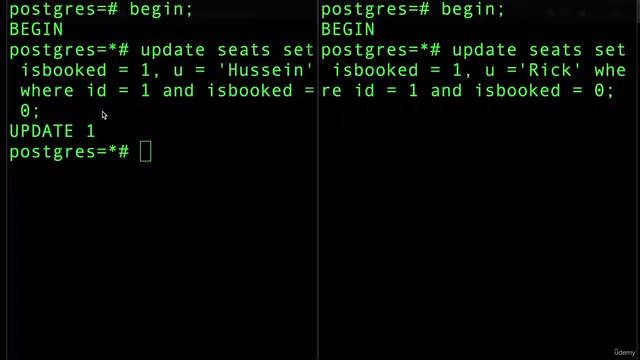 postgres=# begin;
BEGIN
postgres=*# update seats set
isbooked = 1, u = 'Hussein'
where id = 1 and isbooked =
0;
UPDATE 1
postgres=*#
postgres=# begin;
BEGIN
postgres=*# update seats set
isbooked = 1, u ='Rick' whe
re id = 1 and isbooked = 0;
udemy